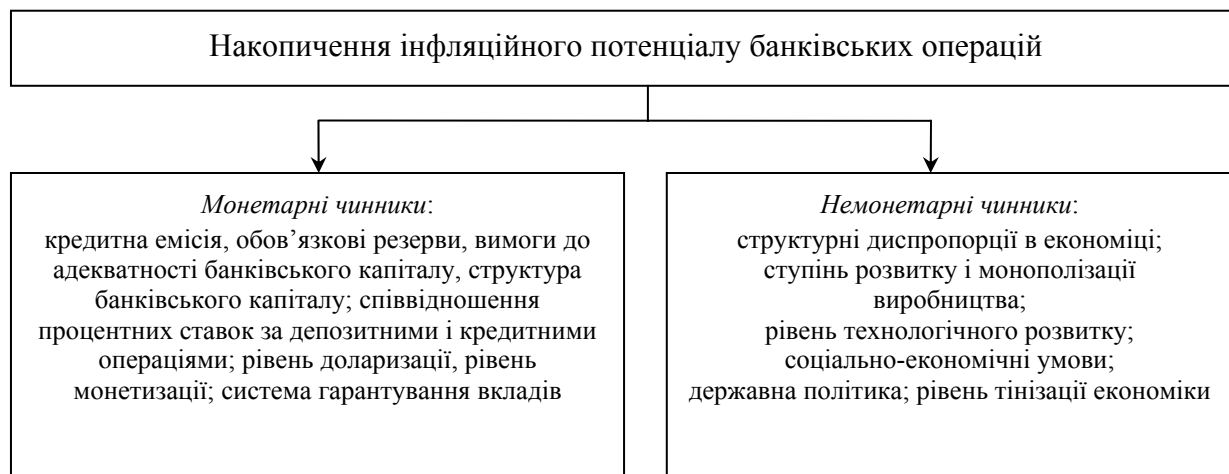 Накопичення інфляційного потенціалу банківських операцій
Монетарні чинники:
кредитна емісія, обов’язкові резерви, вимоги до
адекватності банківського капіталу, структура
банківського капіталу; співвідношення
процентних ставок за депозитними і кредитними
операціями; рівень доларизації, рівень
монетизації; система гарантування вкладів
Немонетарні чинники:
структурні диспропорції в економіці;
ступінь розвитку і монополізації
виробництва;
рівень технологічного розвитку;
соціально-економічні умови;
державна політика; рівень тінізації економіки